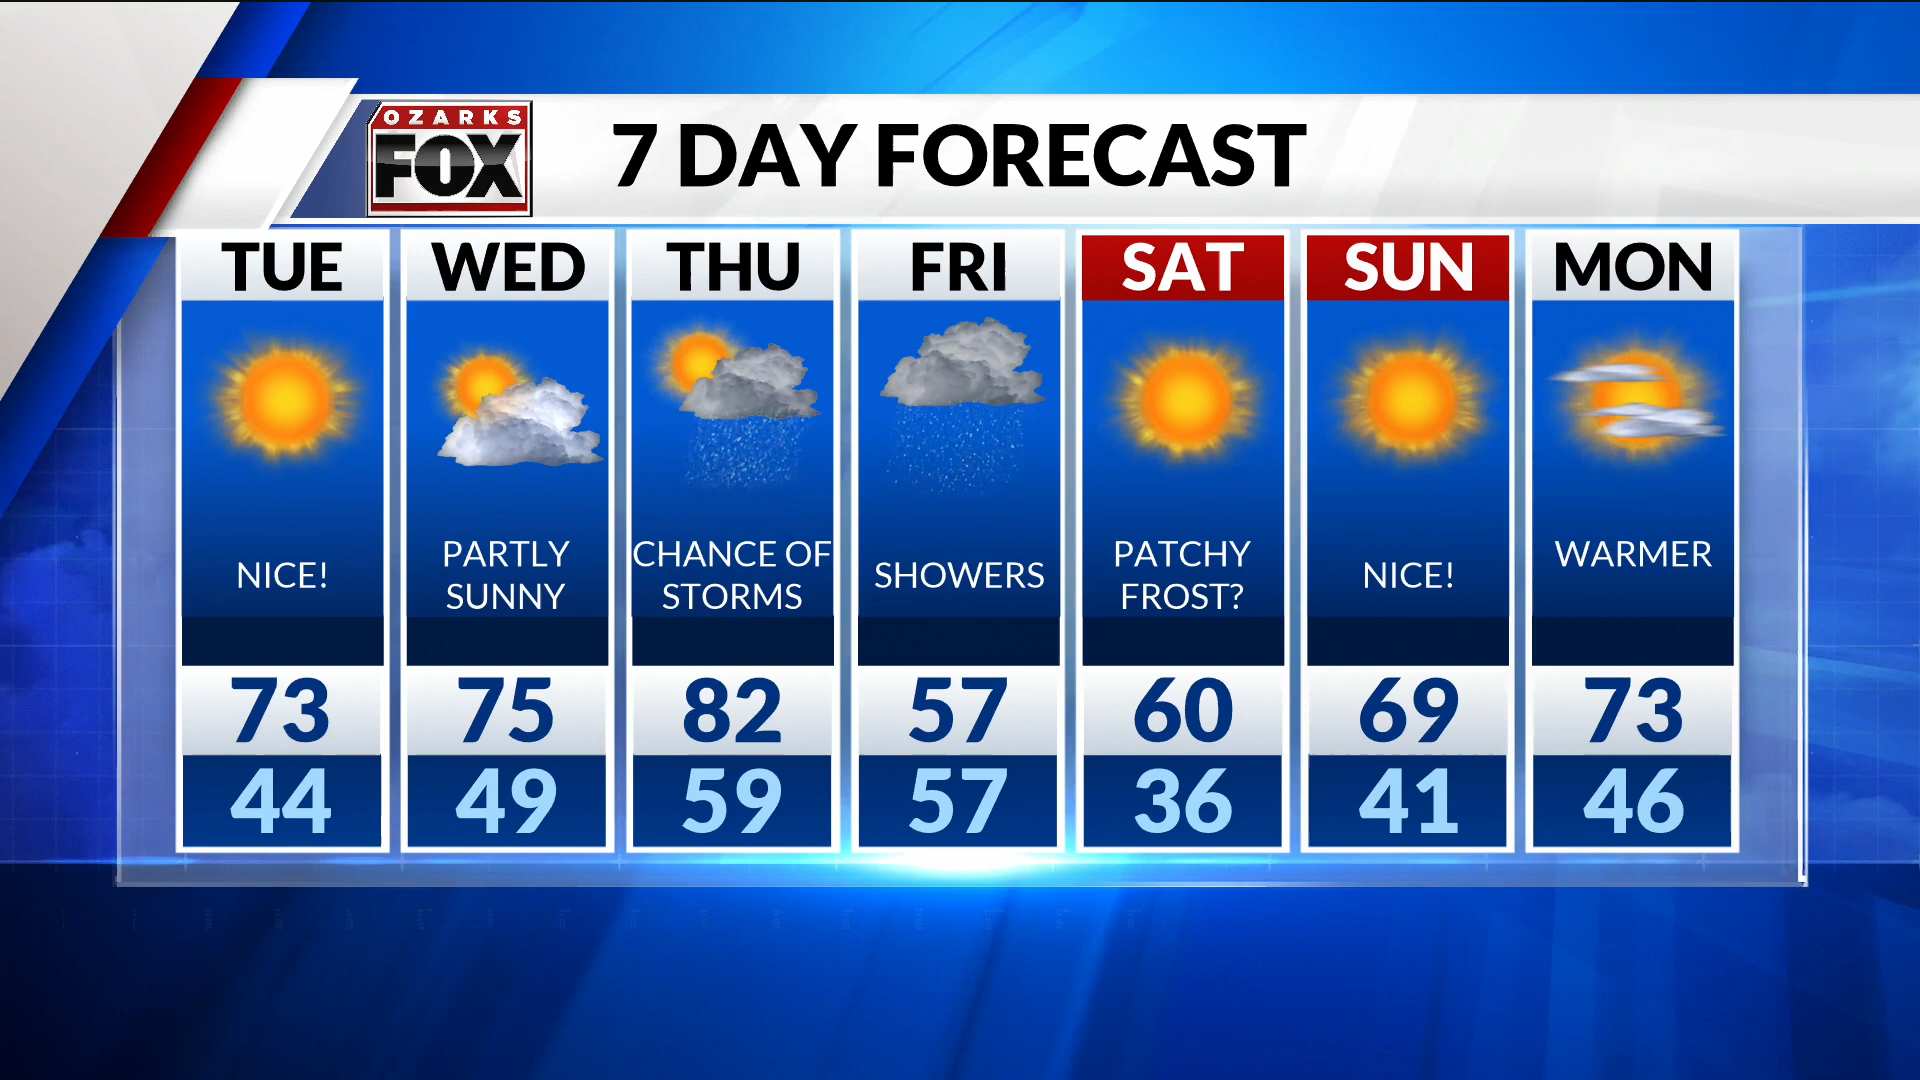 OZARKS
FOX
7 DAY FORECAST
TUE
NICE!
73
44
WED
PARTLY
SUNNY
75
49
THU
CHANCE OF
STORMS
82
59
FRI
SHOWERS
57
57
SAT
PATCHY
FROST?
60
36
SUN
NICE!
69
41
MON
WARMER
73
46